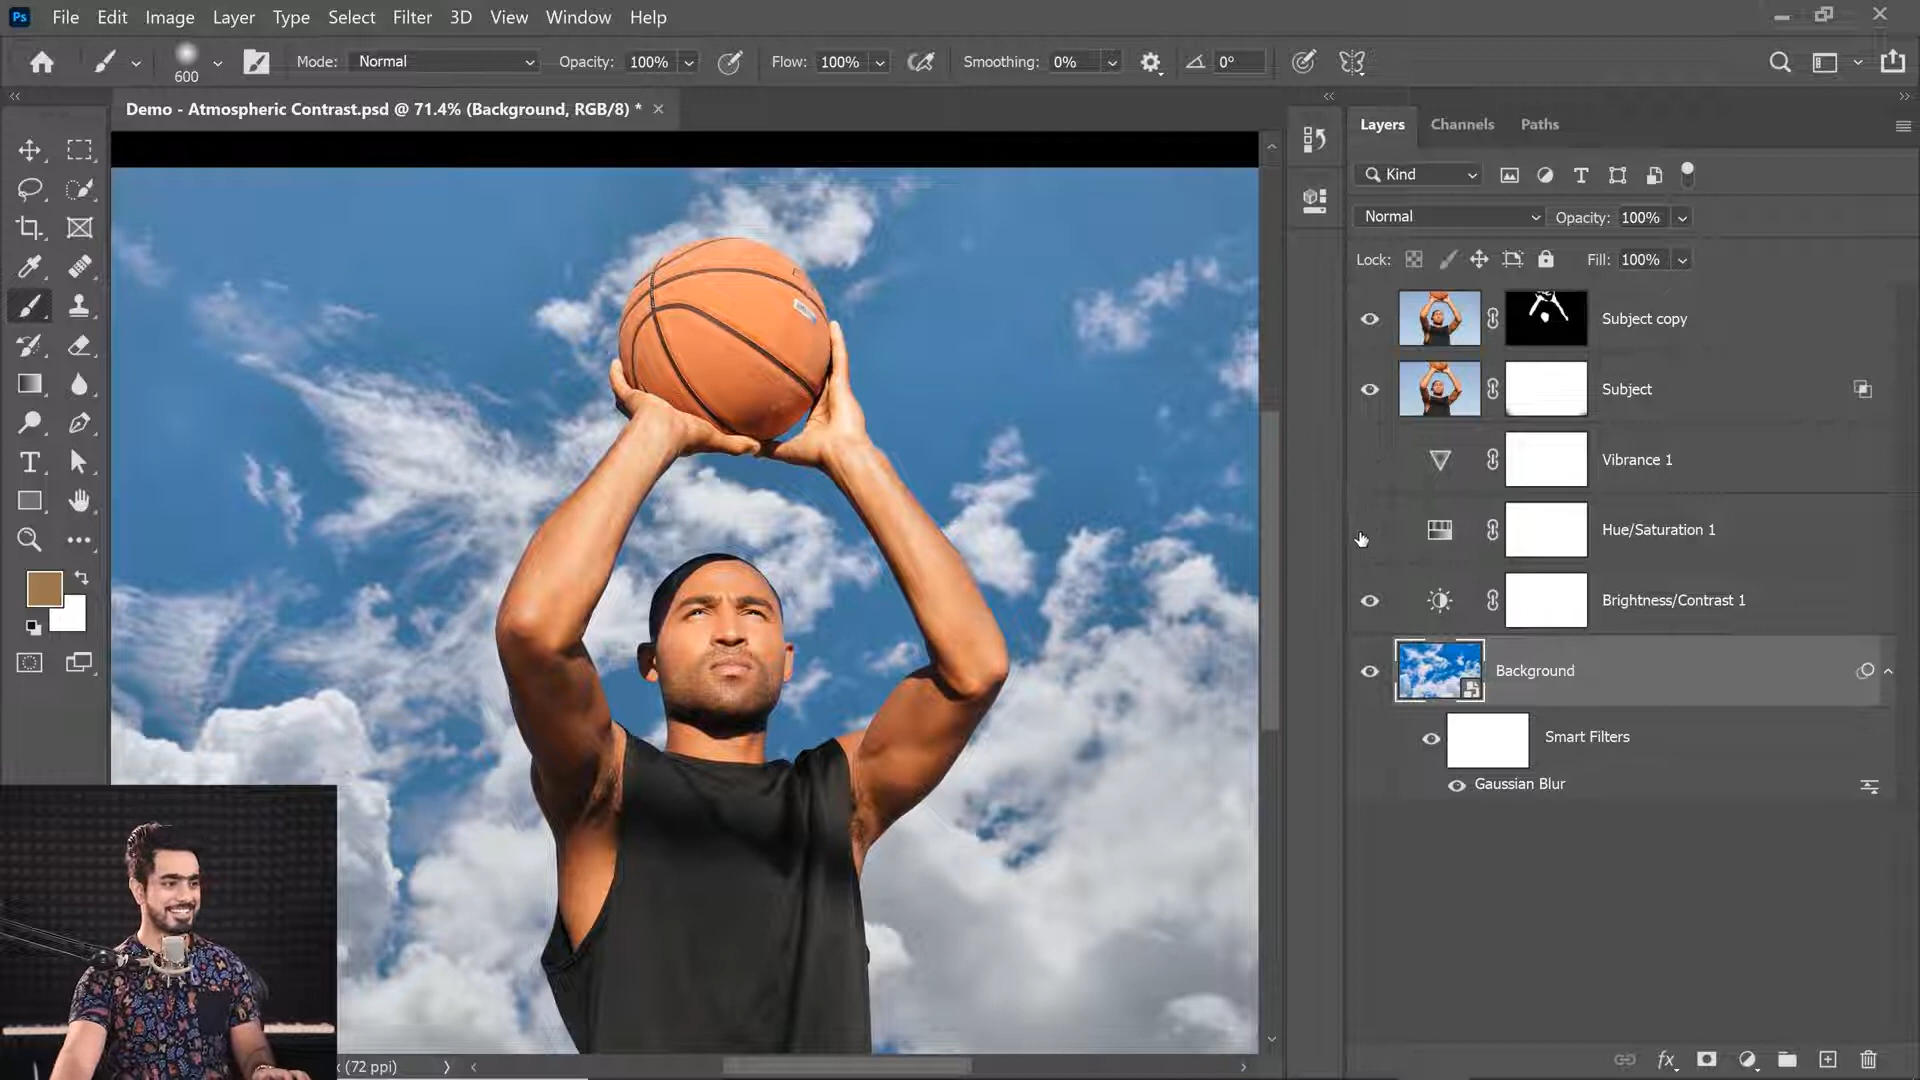 Ps File Edit Image Layer Type Select Filter 3D View Window Help
600 Mode: Normal Opacity: 100% Flow: 100% Smoothing: 0% 0°
Demo - Atmospheric Contrast.psd @ 71.4% (Background, RGB/8) *
Layers Channels Paths
Kind
Normal Opacity: 100%
Lock: Fill: 100%
Subject copy
Subject
Vibrance 1
Hue/Saturation 1
Brightness/Contrast 1
Background
Smart Filters
Gaussian Blur
(72 ppi)
fx